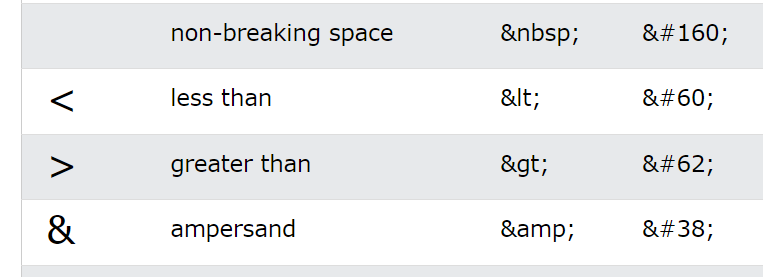 non-breaking space &nbsp; &#160;
< less than &lt; &#60;
> greater than &gt; &#62;
& ampersand &amp; &#38;